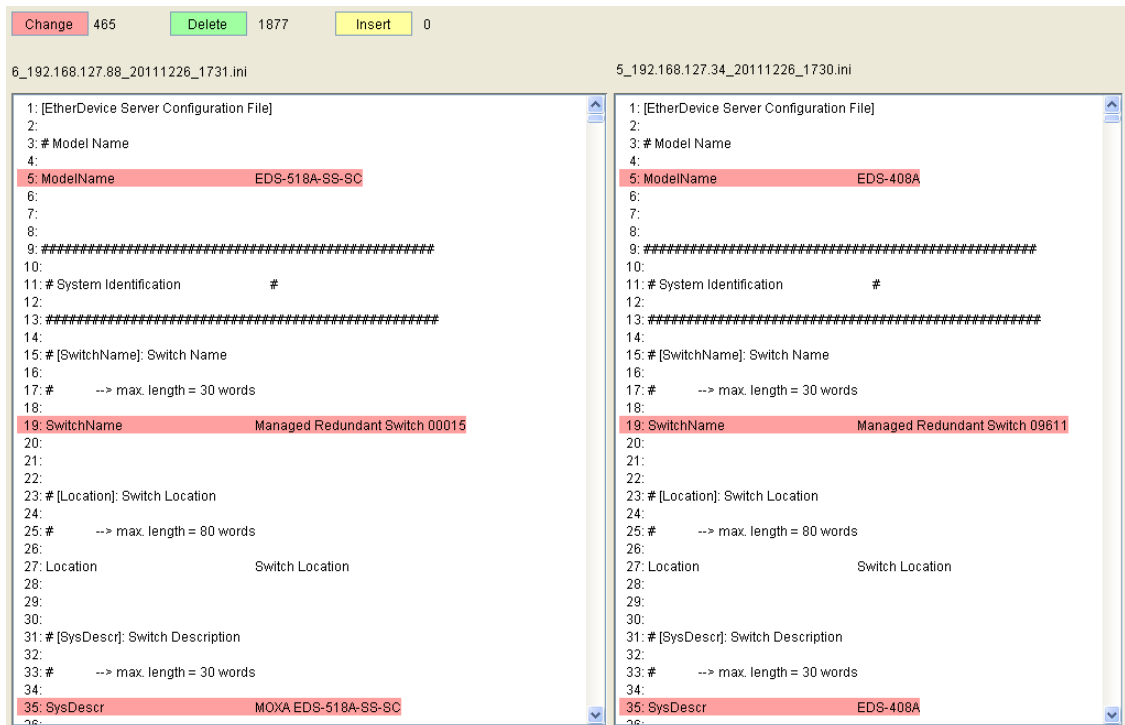 Change 465 Delete 1877 Insert 0
6_192.168.127.88_20111226_1731.ini
1: [EtherDevice Server Configuration File]
2:
3: # Model Name
4:
5: ModelName EDS-518A-SS-SC
6:
7:
8:
9: ##################################################
10:
11: # System Identification #
12:
13: ##################################################
14:
15: # [SwitchName]: Switch Name
16:
17: # --> max. length = 30 words
18:
19: SwitchName Managed Redundant Switch 00015
20:
21:
22:
23: # [Location]: Switch Location
24:
25: # --> max. length = 80 words
26:
27: Location Switch Location
28:
29:
30:
31: # [SysDescr]: Switch Description
32:
33: # --> max. length = 30 words
34:
35: SysDescr MOXA EDS-518A-SS-SC
5_192.168.127.34_20111226_1730.ini
1: [EtherDevice Server Configuration File]
2:
3: # Model Name
4:
5: ModelName EDS-408A
6:
7:
8:
9: ##################################################
10:
11: # System Identification #
12:
13: ##################################################
14:
15: # [SwitchName]: Switch Name
16:
17: # --> max. length = 30 words
18:
19: SwitchName Managed Redundant Switch 09611
20:
21:
22:
23: # [Location]: Switch Location
24:
25: # --> max. length = 80 words
26:
27: Location Switch Location
28:
29:
30:
31: # [SysDescr]: Switch Description
32:
33: # --> max. length = 30 words
34:
35: SysDescr EDS-408A